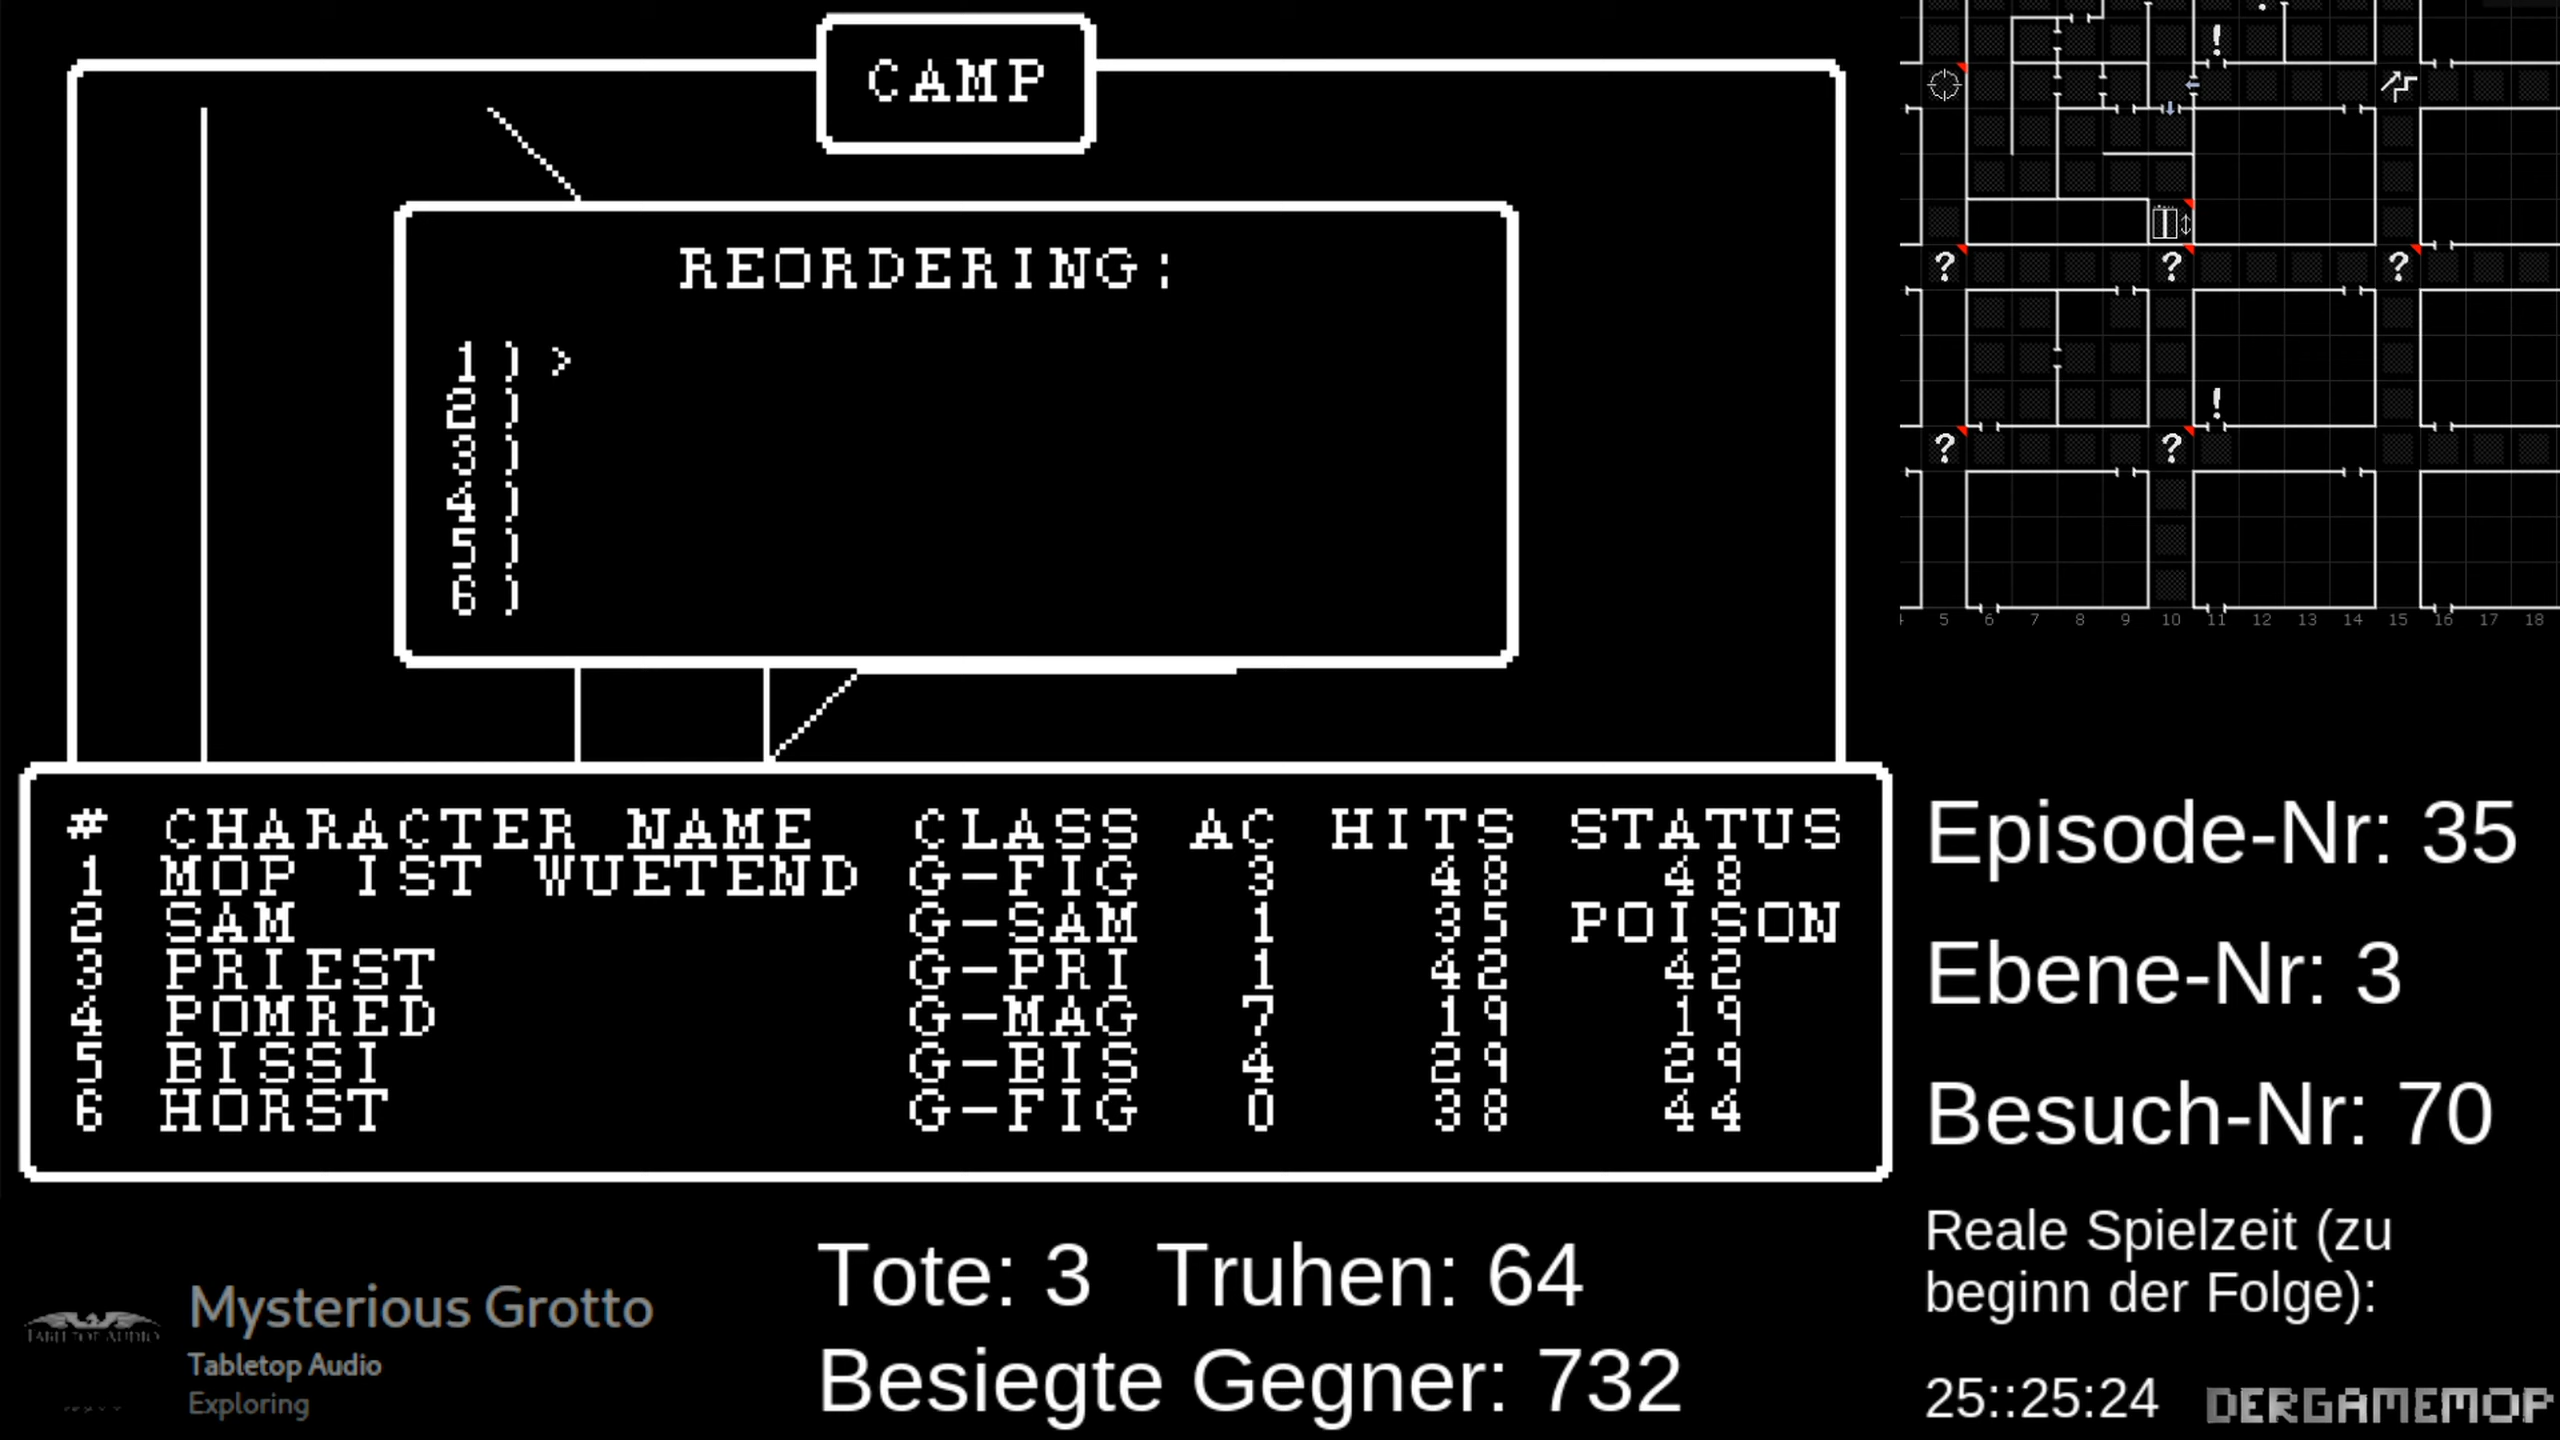 CAMP
REORDERING:
1) >
2)
3)
4)
5)
6)
# CHARACTER NAME CLASS AC HITS STATUS
1 MOP IST WUETEND G-FIG 3 48 48
2 SAM G-SAM 1 35 POISON
3 PRIEST G-PRI 1 42 42
4 POMRED G-MAG 7 19 19
5 BISSI G-BIS 4 29 29
6 HORST G-FIG 0 38 44
! 
? ? ?
!
? ?
5 6 7 8 9 10 11 12 13 14 15 16 17 18
Episode-Nr: 35
Ebene-Nr: 3
Besuch-Nr: 70
Reale Spielzeit (zu
beginn der Folge):
25::25:24
DERGAMEMOP
Tote: 3 Truhen: 64
Besiegte Gegner: 732
TABLETOP AUDIO
Mysterious Grotto
Tabletop Audio
Exploring